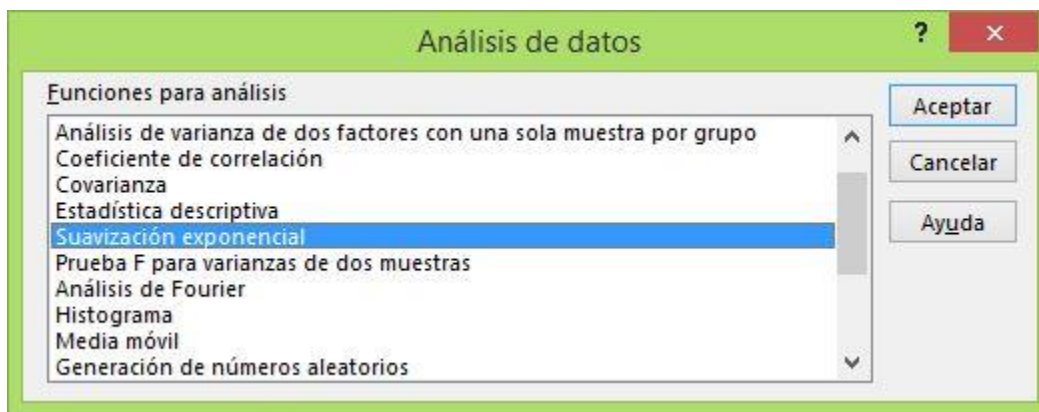 Análisis de datos
?
×
Funciones para análisis
Análisis de varianza de dos factores con una sola muestra por grupo
Coeficiente de correlación
Covarianza
Estadística descriptiva
Suavización exponencial
Prueba F para varianzas de dos muestras
Análisis de Fourier
Histograma
Media móvil
Generación de números aleatorios
Aceptar
Cancelar
Ayuda